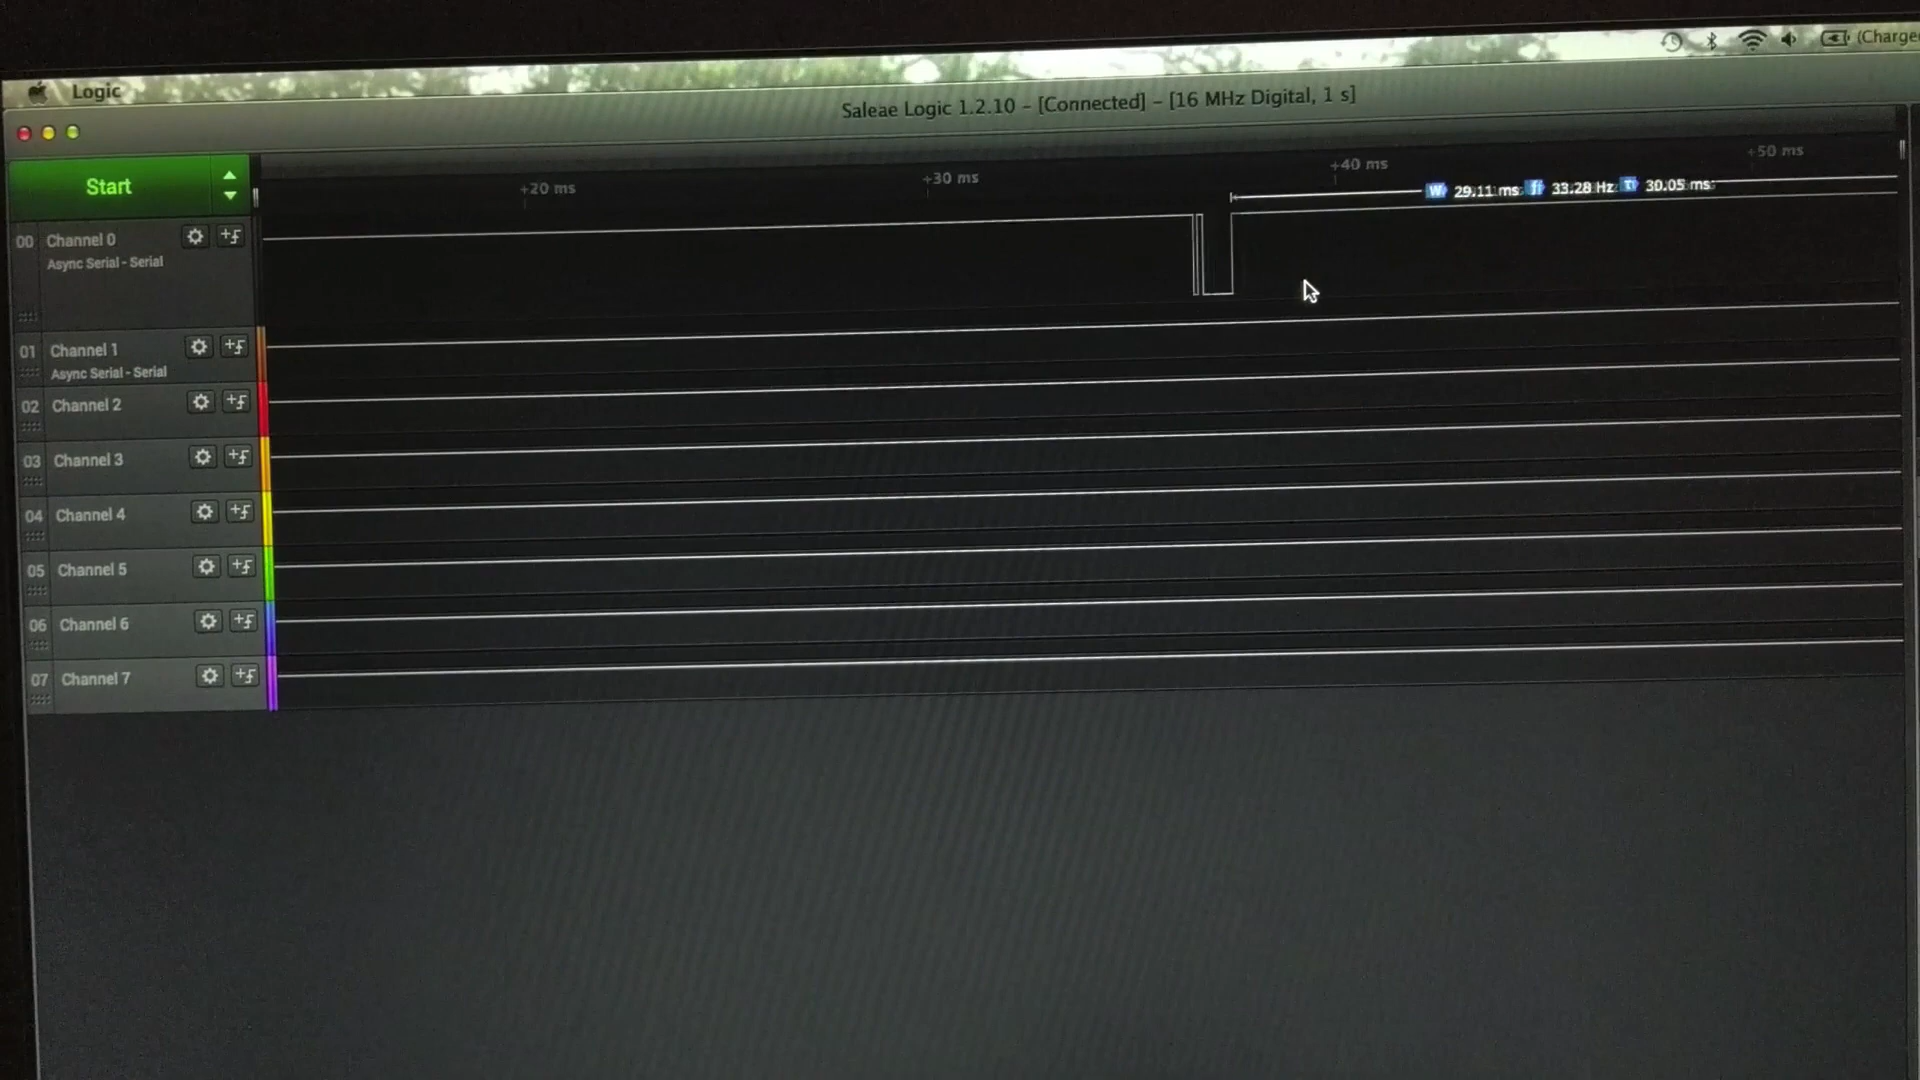 Logic
(Charge
Saleae Logic 1.2.10 – [Connected] – [16 MHz Digital, 1 s]
Start
+20 ms
+30 ms
+40 ms
+50 ms
W 29.11 ms f 33.28 Hz T 30.05 ms
00 Channel 0
Async Serial - Serial
01 Channel 1
Async Serial - Serial
02 Channel 2
03 Channel 3
04 Channel 4
05 Channel 5
06 Channel 6
07 Channel 7